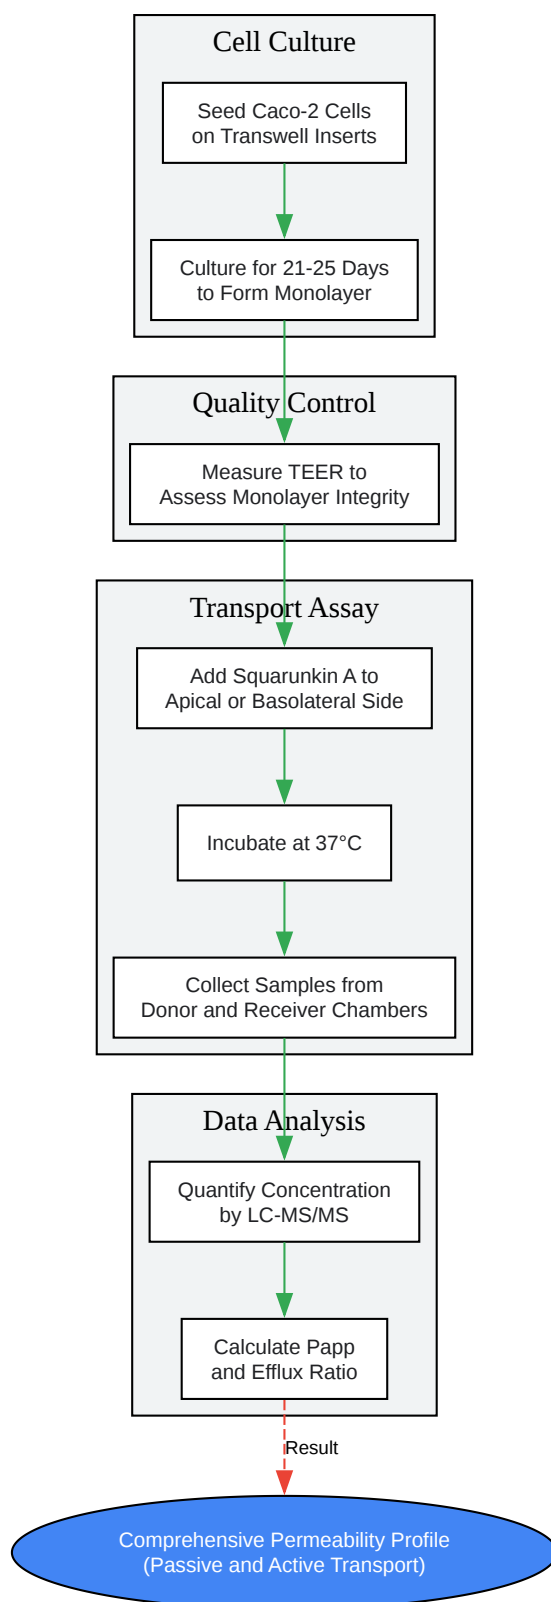 Cell Culture
Seed Caco-2 Cells
on Transwell Inserts
Culture for 21-25 Days
to Form Monolayer
Quality Control
Measure TEER to
Assess Monolayer Integrity
Transport Assay
Add Squarunkin A to
Apical or Basolateral Side
Incubate at 37°C
Collect Samples from
Donor and Receiver Chambers
Data Analysis
Quantify Concentration
by LC-MS/MS
Calculate Papp
and Efflux Ratio
Result
Comprehensive Permeability Profile
(Passive and Active Transport)